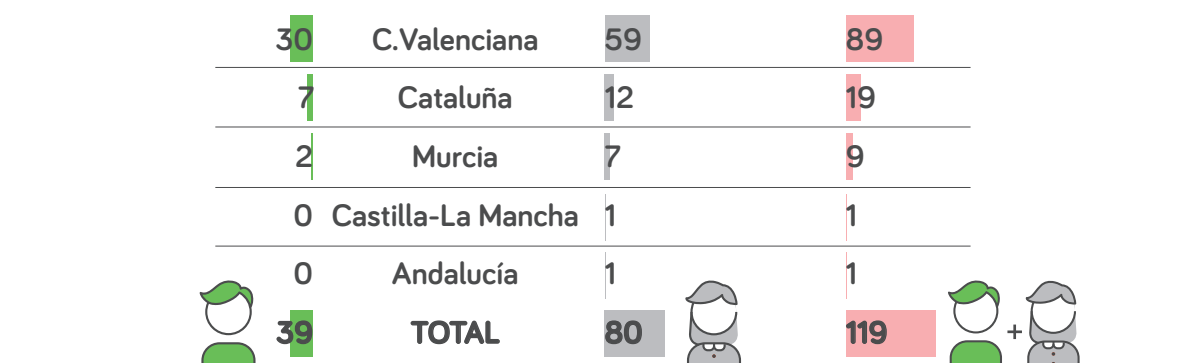 30 C.Valenciana 59 89
7 Cataluña 12 19
2 Murcia 7 9
0 Castilla-La Mancha 1 1
0 Andalucía 1 1
39 TOTAL 80 119 +